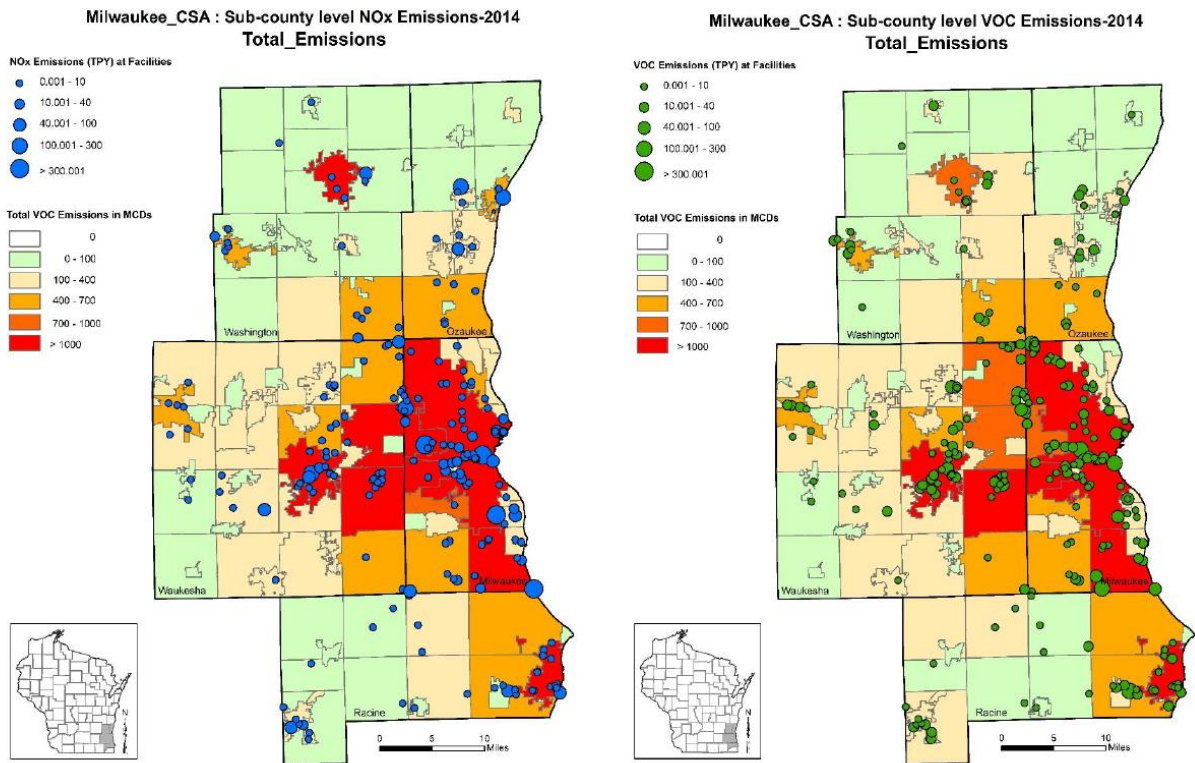 Milwaukee_CSA : Sub-county level NOx Emissions-2014
Total_Emissions
NOx Emissions (TPY) at Facilities
0.001 - 10
10.001 - 40
40.001 - 100
100.001 - 300
> 300.001
Total VOC Emissions in MCDs
0
0 - 100
100 - 400
400 - 700
700 - 1000
> 1000
Washington
Ozaukee
Waukesha
Milwaukee
Racine
N
0 5 10
Miles
Milwaukee_CSA : Sub-county level VOC Emissions-2014
Total_Emissions
VOC Emissions (TPY) at Facilities
0.001 - 10
10.001 - 40
40.001 - 100
100.001 - 300
> 300.001
Total VOC Emissions in MCDs
0
0 - 100
100 - 400
400 - 700
700 - 1000
> 1000
Washington
Ozaukee
Waukesha
Milwaukee
Racine
N
0 5 10
Miles